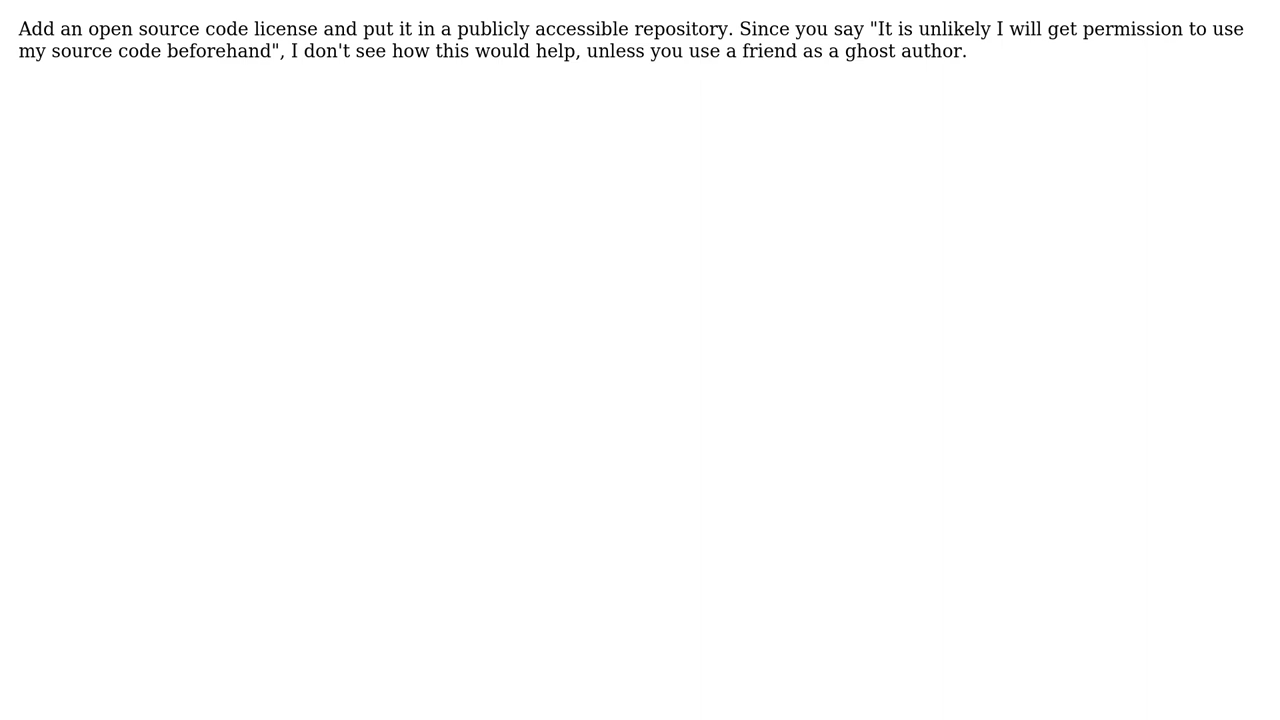 Add an open source code license and put it in a publicly accessible repository. Since you say "It is unlikely I will get permission to use
my source code beforehand", I don't see how this would help, unless you use a friend as a ghost author.